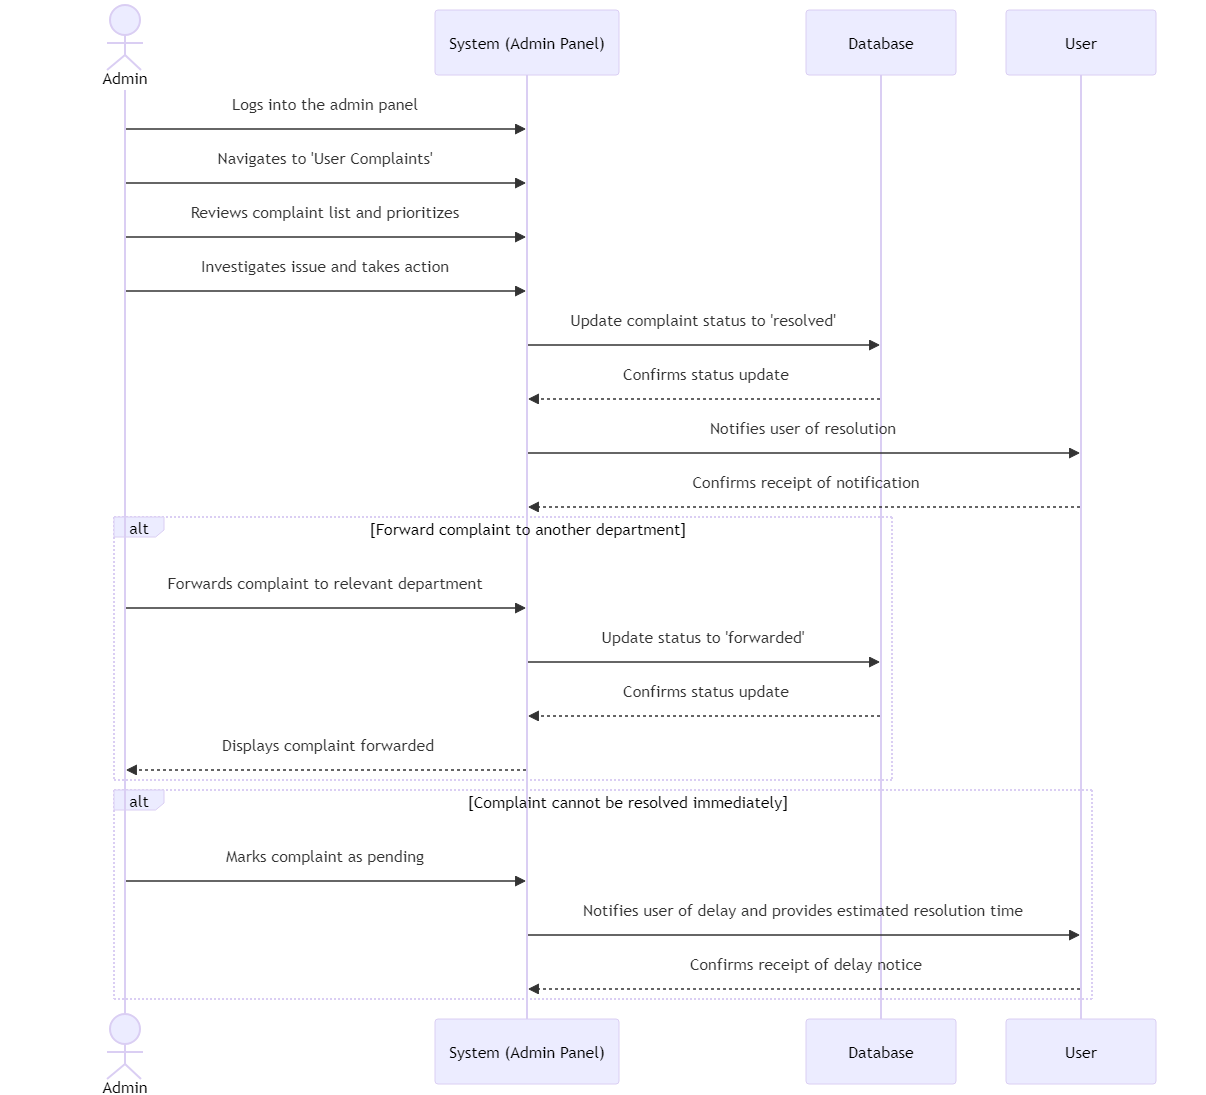 Admin
System (Admin Panel)
Database
User
Logs into the admin panel
Navigates to 'User Complaints'
Reviews complaint list and prioritizes
Investigates issue and takes action
Update complaint status to 'resolved'
Confirms status update
Notifies user of resolution
Confirms receipt of notification
alt
[Forward complaint to another department]
Forwards complaint to relevant department
Update status to 'forwarded'
Confirms status update
Displays complaint forwarded
alt
[Complaint cannot be resolved immediately]
Marks complaint as pending
Notifies user of delay and provides estimated resolution time
Confirms receipt of delay notice
Admin
System (Admin Panel)
Database
User